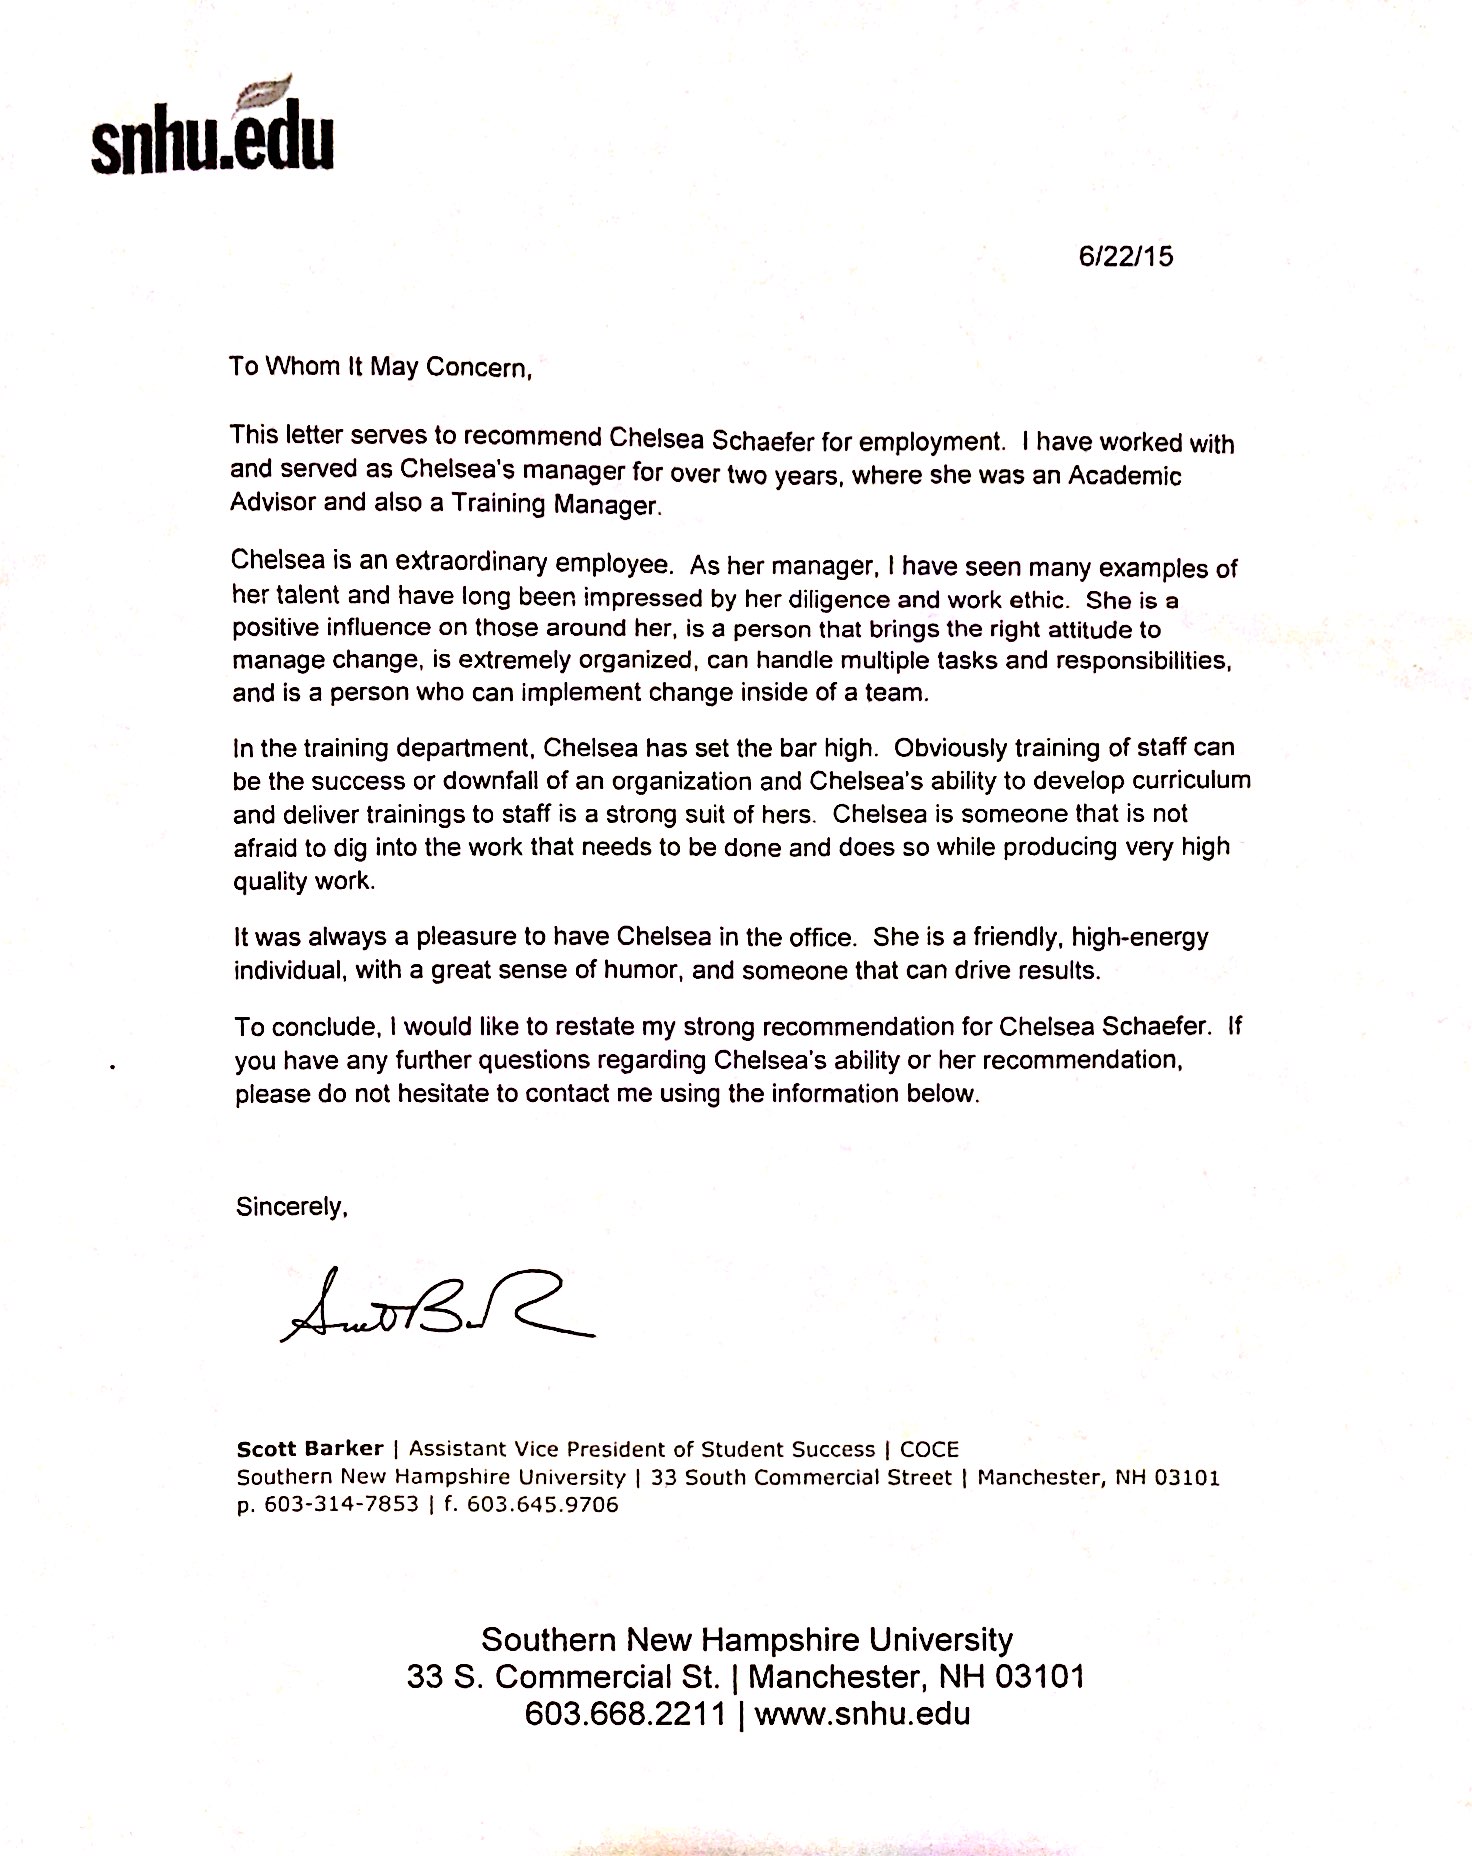 snhu.edu
6/22/15
To Whom It May Concern,
This letter serves to recommend Chelsea Schaefer for employment.  I have worked with
and served as Chelsea's manager for over two years, where she was an Academic
Advisor and also a Training Manager.
Chelsea is an extraordinary employee.  As her manager, I have seen many examples of
her talent and have long been impressed by her diligence and work ethic.  She is a
positive influence on those around her, is a person that brings the right attitude to
manage change, is extremely organized, can handle multiple tasks and responsibilities,
and is a person who can implement change inside of a team.
In the training department, Chelsea has set the bar high.  Obviously training of staff can
be the success or downfall of an organization and Chelsea's ability to develop curriculum
and deliver trainings to staff is a strong suit of hers.  Chelsea is someone that is not
afraid to dig into the work that needs to be done and does so while producing very high
quality work.
It was always a pleasure to have Chelsea in the office.  She is a friendly, high-energy
individual, with a great sense of humor, and someone that can drive results.
To conclude, I would like to restate my strong recommendation for Chelsea Schaefer.  If
you have any further questions regarding Chelsea's ability or her recommendation,
please do not hesitate to contact me using the information below.
Sincerely,
Scott Barker | Assistant Vice President of Student Success | COCE
Southern New Hampshire University | 33 South Commercial Street | Manchester, NH 03101
p. 603-314-7853 | f. 603.645.9706
Southern New Hampshire University
33 S. Commercial St. | Manchester, NH 03101
603.668.2211 | www.snhu.edu